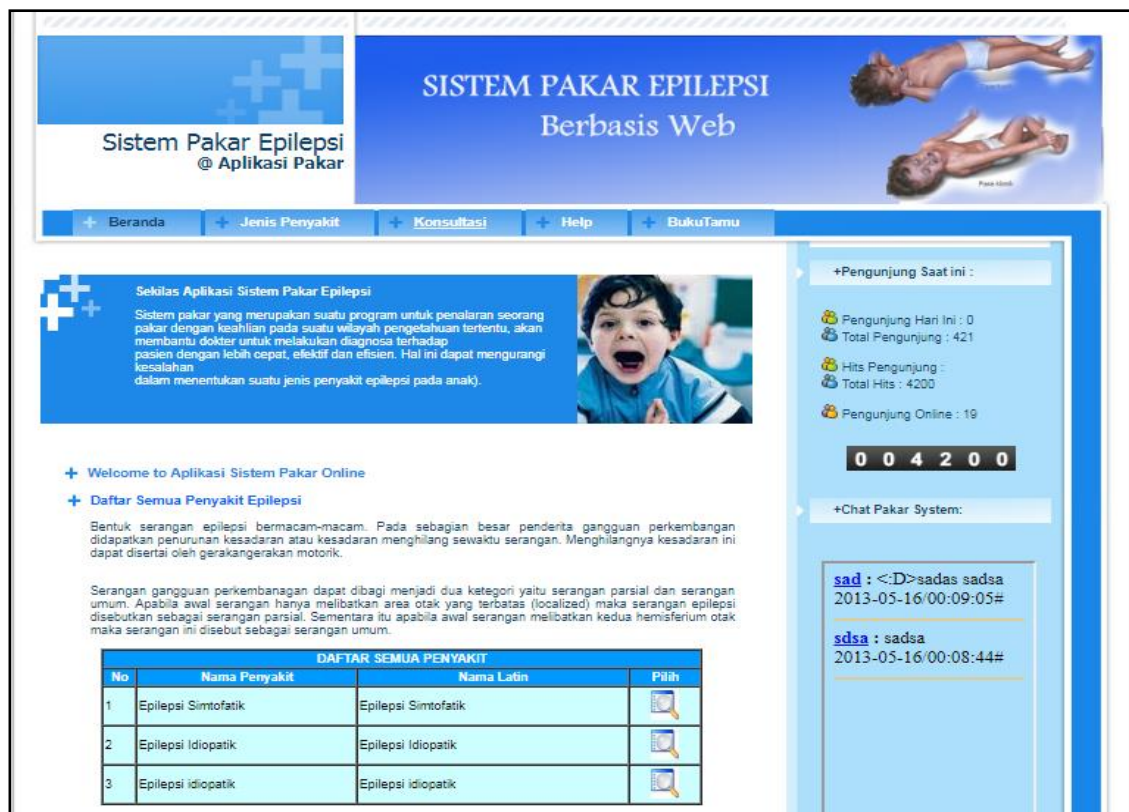 Sistem Pakar Epilepsi
@ Aplikasi Pakar
SISTEM PAKAR EPILEPSI
Berbasis Web
Beranda
Jenis Penyakit
Konsultasi
Help
BukuTamu
Sekilas Aplikasi Sistem Pakar Epilepsi
Sistem pakar yang merupakan suatu program untuk penalaran seorang
pakar dengan keahlian pada suatu wilayah pengetahuan tertentu, akan
membantu dokter untuk melakukan diagnosa terhadap
pasien dengan lebih cepat, efektif dan efisien. Hal ini dapat mengurangi
kesalahan
dalam menentukan suatu jenis penyakit epilepsi pada anak).
Welcome to Aplikasi Sistem Pakar Online
Daftar Semua Penyakit Epilepsi
Bentuk serangan epilepsi bermacam-macam. Pada sebagian besar penderita gangguan perkembangan
didapatkan penurunan kesadaran atau kesadaran menghilang sewaktu serangan. Menghilangnya kesadaran ini
dapat disertai oleh gerakangerakan motorik.
Serangan gangguan perkembanagan dapat dibagi menjadi dua ketegori yaitu serangan parsial dan serangan
umum. Apabila awal serangan hanya melibatkan area otak yang terbatas (localized) maka serangan epilepsi
disebutkan sebagai serangan parsial. Sementara itu apabila awal serangan melibatkan kedua hemisferium otak
maka serangan ini disebut sebagai serangan umum.
DAFTAR SEMUA PENYAKIT
No Nama Penyakit Nama Latin Pilih
1 Epilepsi Simtofatik Epilepsi Simtofatik
2 Epilepsi Idiopatik Epilepsi Idiopatik
3 Epilepsi idiopatik Epilepsi idiopatik
+Pengunjung Saat ini :
Pengunjung Hari Ini : 0
Total Pengunjung : 421
Hits Pengunjung :
Total Hits : 4200
Pengunjung Online : 19
004200
+Chat Pakar System:
sad : <:D>sadas sadsa
2013-05-16/00:09:05#
sdsa : sadsa
2013-05-16/00:08:44#